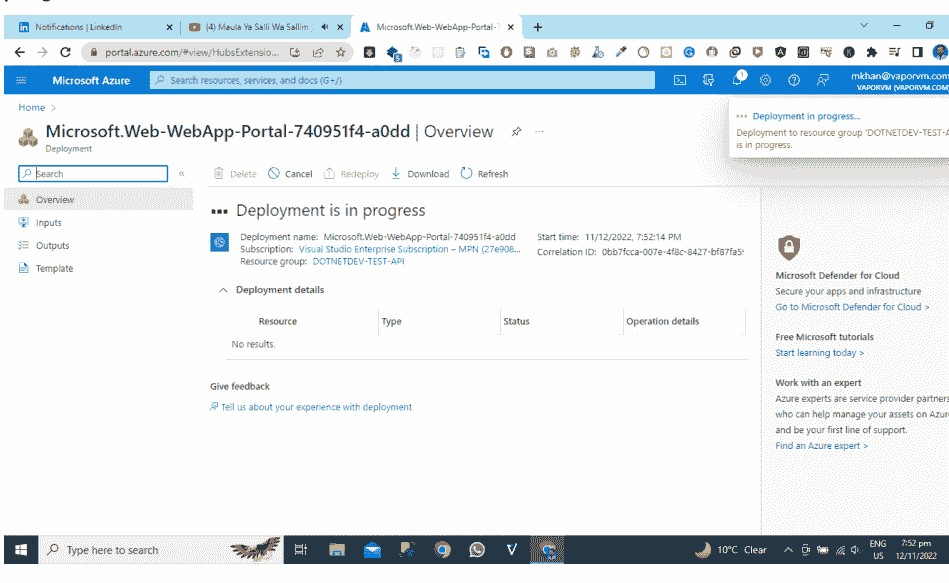 Notifications | LinkedIn
(4) Maula Ya Salli Wa Sallim ,
Microsoft.Web-WebApp-Portal-7
portal.azure.com/#view/HubsExtensio...
Microsoft Azure
Search resources, services, and docs (G+/)
mkhan@vaporvm.com
VAPORVM (VAPORVM.COM)
Home >
Deployment in progress...
Deployment to resource group 'DOTNETDEV-TEST-A
is in progress.
Microsoft.Web-WebApp-Portal-740951f4-a0dd | Overview
Deployment
Search
Delete Cancel Redeploy Download Refresh
Overview
Inputs
Outputs
Template
Deployment is in progress
Deployment name: Microsoft.Web-WebApp-Portal-740951f4-a0dd
Subscription: Visual Studio Enterprise Subscription – MPN (27e908...
Resource group: DOTNETDEV-TEST-API
Start time: 11/12/2022, 7:52:14 PM
Correlation ID: 0bb7fcca-007e-4f8c-8427-bf87fa5
Deployment details
Resource Type Status Operation details
No results.
Give feedback
Tell us about your experience with deployment
Microsoft Defender for Cloud
Secure your apps and infrastructure
Go to Microsoft Defender for Cloud >
Free Microsoft tutorials
Start learning today >
Work with an expert
Azure experts are service provider partners
who can help manage your assets on Azur
and be your first line of support.
Find an Azure expert >
Type here to search
10°C Clear
ENG
US
7:52 pm
12/11/2022